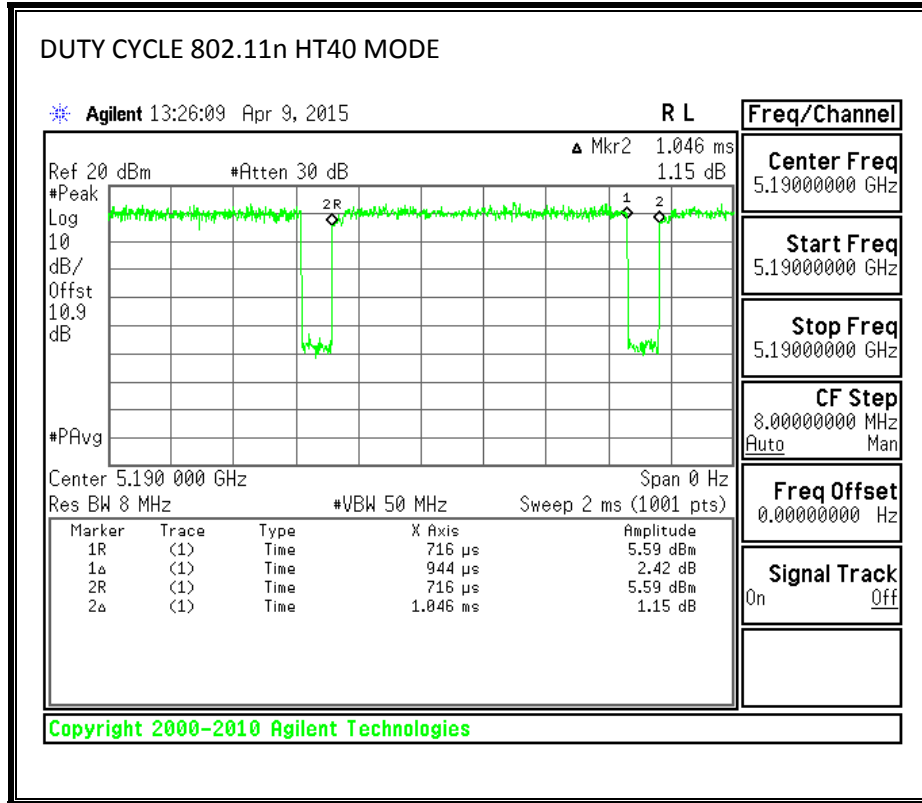 DUTY CYCLE 802.11n HT40 MODE
Agilent 13:26:09 Apr 9, 2015 R L
Freq/Channel
Δ Mkr2 1.046 ms
Ref 20 dBm #Atten 30 dB 1.15 dB
#Peak
Log
10
dB/
Offst
10.9
dB
#PAvg
2R
1
2
Center 5.190 000 GHz Span 0 Hz
Res BW 8 MHz #VBW 50 MHz Sweep 2 ms (1001 pts)
Marker Trace Type X Axis Amplitude
1R (1) Time 716 µs 5.59 dBm
1Δ (1) Time 944 µs 2.42 dB
2R (1) Time 716 µs 5.59 dBm
2Δ (1) Time 1.046 ms 1.15 dB
Center Freq
5.19000000 GHz
Start Freq
5.19000000 GHz
Stop Freq
5.19000000 GHz
CF Step
8.00000000 MHz
Auto Man
Freq Offset
0.00000000 Hz
Signal Track
On Off
Copyright 2000-2010 Agilent Technologies